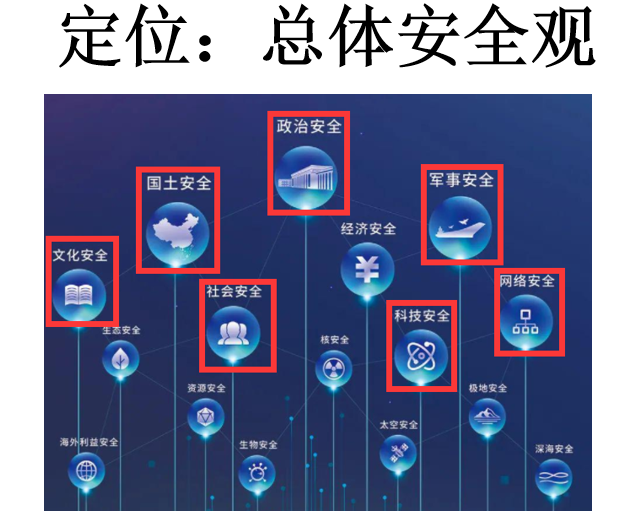 定位：总体安全观
政治安全
国土安全
军事安全
经济安全
文化安全
社会安全
网络安全
科技安全
生态安全
核安全
资源安全
极地安全
太空安全
海外利益安全
生物安全
深海安全